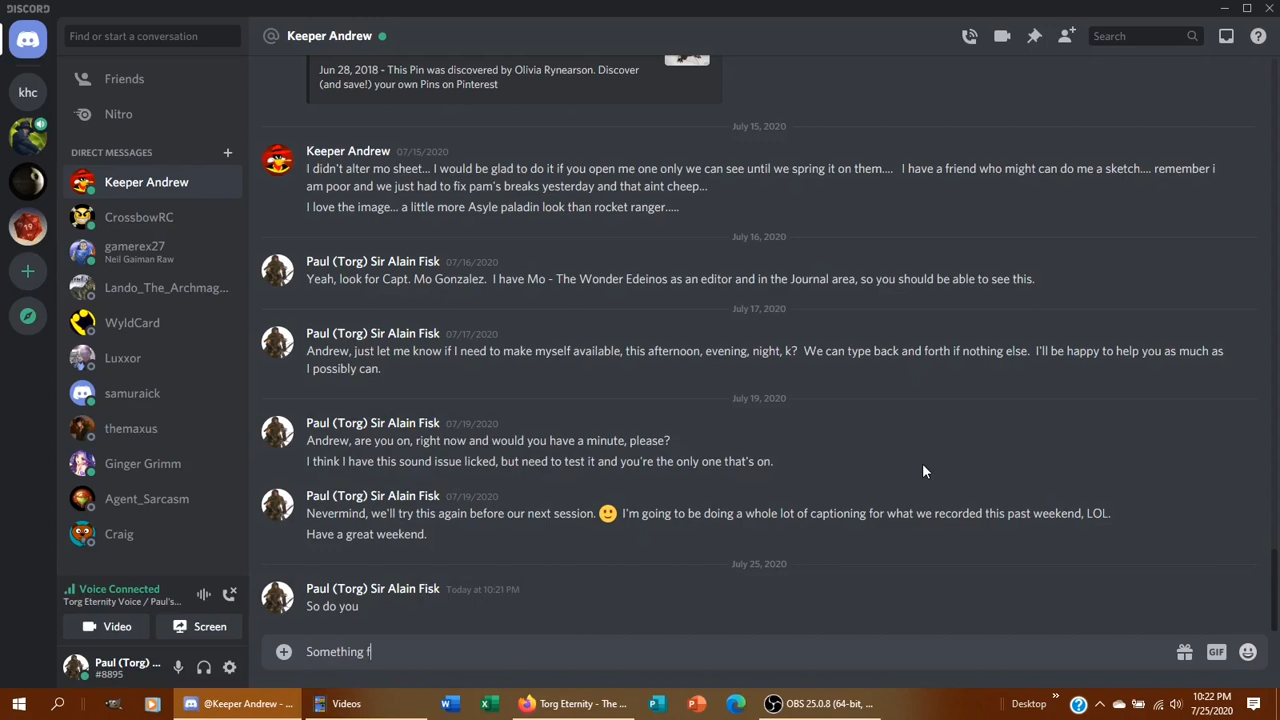 DISCORD
Find or start a conversation
Keeper Andrew
Search
Friends
khc
Nitro
DIRECT MESSAGES
Keeper Andrew
CrossbowRC
gamerex27
Neil Gaiman Raw
Lando_The_Archmag...
WyldCard
Luxxor
samuraick
themaxus
Ginger Grimm
Agent_Sarcasm
Craig
Voice Connected
Torg Eternity Voice / Paul's...
Video
Screen
Paul (Torg) ...
#8895
Jun 28, 2018 - This Pin was discovered by Olivia Rynearson. Discover
(and save!) your own Pins on Pinterest
July 15, 2020
Keeper Andrew 07/15/2020
I didn't alter mo sheet... I would be glad to do it if you open me one only we can see until we spring it on them.... I have a friend who might can do me a sketch.... remember i
am poor and we just had to fix pam's breaks yesterday and that aint cheep...
I love the image... a little more Asyle paladin look than rocket ranger.....
July 16, 2020
Paul (Torg) Sir Alain Fisk 07/16/2020
Yeah, look for Capt. Mo Gonzalez. I have Mo - The Wonder Edeinos as an editor and in the Journal area, so you should be able to see this.
July 17, 2020
Paul (Torg) Sir Alain Fisk 07/17/2020
Andrew, just let me know if I need to make myself available, this afternoon, evening, night, k? We can type back and forth if nothing else. I'll be happy to help you as much as
I possibly can.
July 19, 2020
Paul (Torg) Sir Alain Fisk 07/19/2020
Andrew, are you on, right now and would you have a minute, please?
I think I have this sound issue licked, but need to test it and you're the only one that's on.
Paul (Torg) Sir Alain Fisk 07/19/2020
Nevermind, we'll try this again before our next session. 🙂 I'm going to be doing a whole lot of captioning for what we recorded this past weekend, LOL.
Have a great weekend.
July 25, 2020
Paul (Torg) Sir Alain Fisk Today at 10:21 PM
So do you
Something f
GIF
@Keeper Andrew - ...
Videos
Torg Eternity - The ...
OBS 25.0.8 (64-bit, ...
Desktop
10:22 PM
7/25/2020